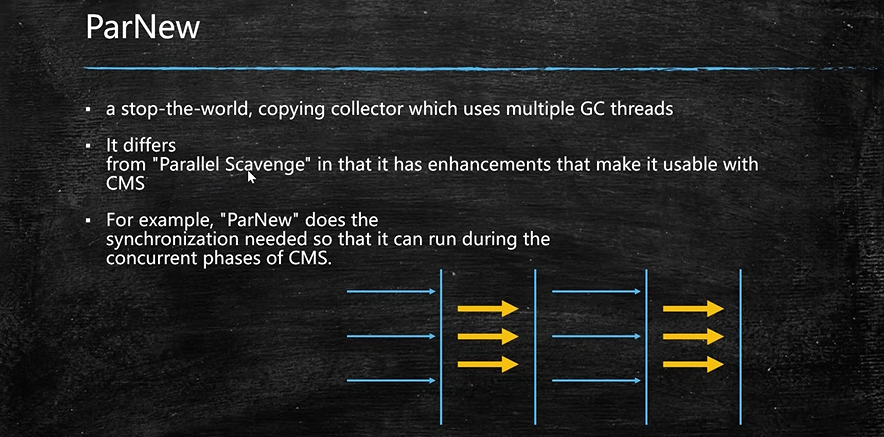 ParNew
▪ a stop-the-world, copying collector which uses multiple GC threads
▪ It differs
from "Parallel Scavenge" in that it has enhancements that make it usable with
CMS
▪ For example, "ParNew" does the
synchronization needed so that it can run during the
concurrent phases of CMS.